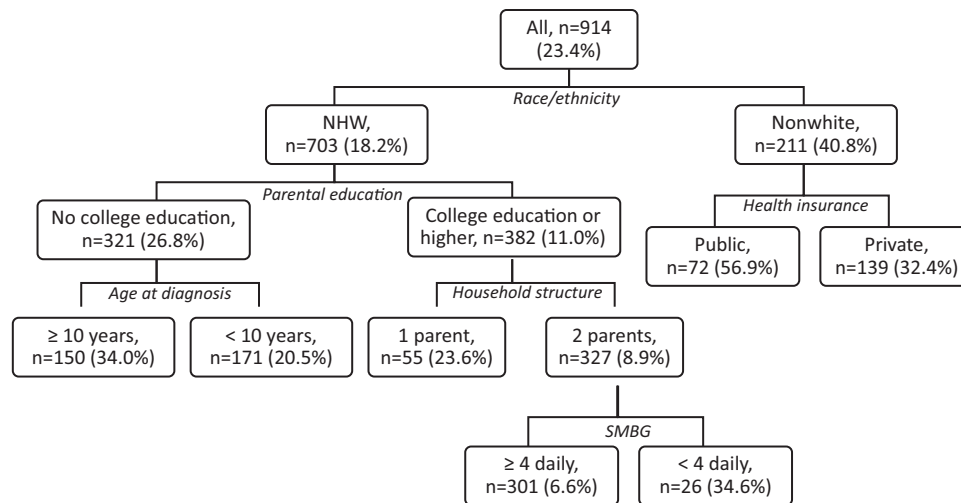 All, n=914
(23.4%)
Race/ethnicity
NHW,
n=703 (18.2%)
Nonwhite,
n=211 (40.8%)
Parental education
Health insurance
No college education,
n=321 (26.8%)
College education or
higher, n=382 (11.0%)
Public,
n=72 (56.9%)
Private,
n=139 (32.4%)
Age at diagnosis
Household structure
≥ 10 years,
n=150 (34.0%)
< 10 years,
n=171 (20.5%)
1 parent,
n=55 (23.6%)
2 parents,
n=327 (8.9%)
SMBG
≥ 4 daily,
n=301 (6.6%)
< 4 daily,
n=26 (34.6%)